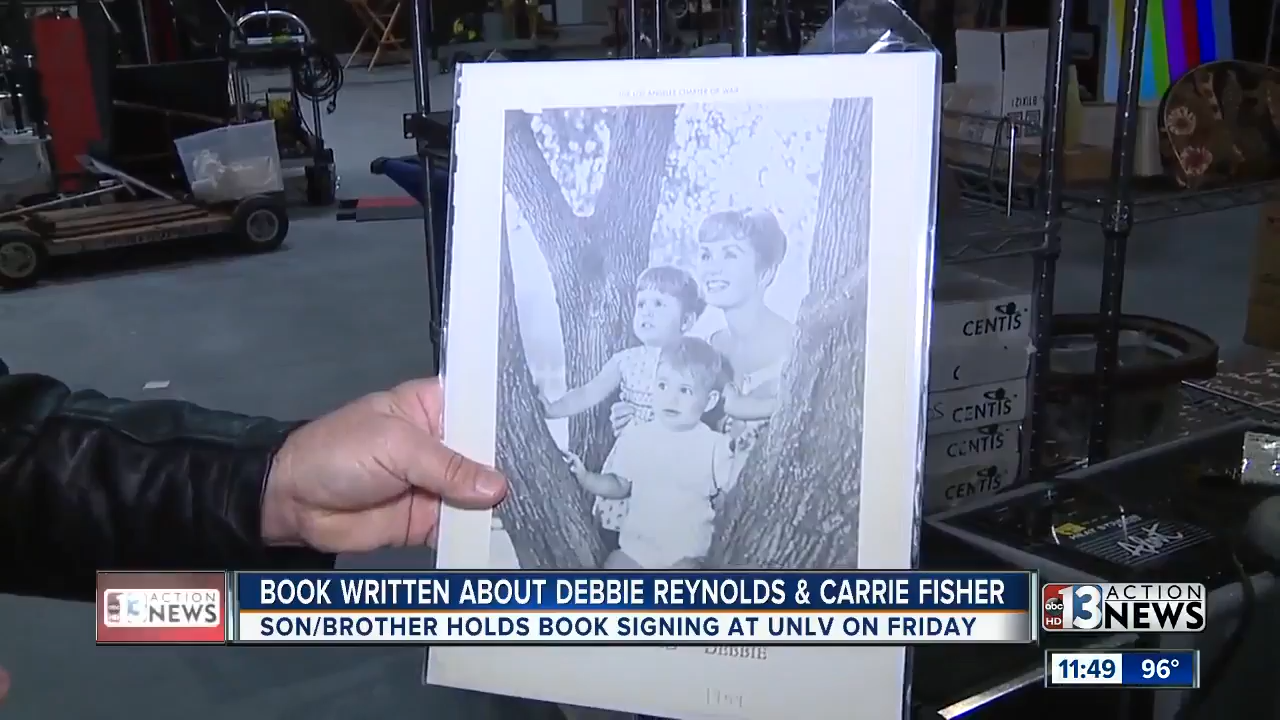 CENTIS
CENTIS
CENTIS
CENTIS
ACTION
13 NEWS
BOOK WRITTEN ABOUT DEBBIE REYNOLDS & CARRIE FISHER
SON/BROTHER HOLDS BOOK SIGNING AT UNLV ON FRIDAY
abc HD 13 ACTION NEWS
DEBBIE
11:49 96°